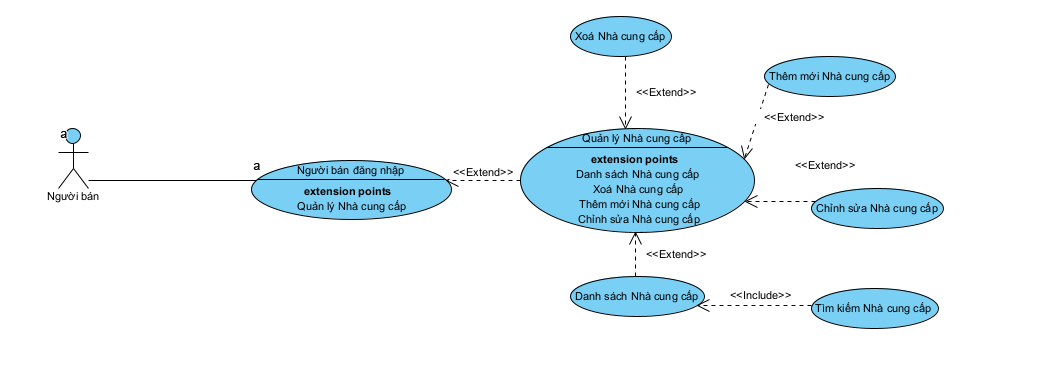 Xoá Nhà cung cấp
Thêm mới Nhà cung cấp
<<Extend>>
<<Extend>>
a
Người bán
a
Người bán đăng nhập
extension points
Quản lý Nhà cung cấp
<<Extend>>
Quản lý Nhà cung cấp
extension points
Danh sách Nhà cung cấp
Xoá Nhà cung cấp
Thêm mới Nhà cung cấp
Chỉnh sửa Nhà cung cấp
<<Extend>>
Chỉnh sửa Nhà cung cấp
<<Extend>>
Danh sách Nhà cung cấp
<<Include>>
Tìm kiếm Nhà cung cấp